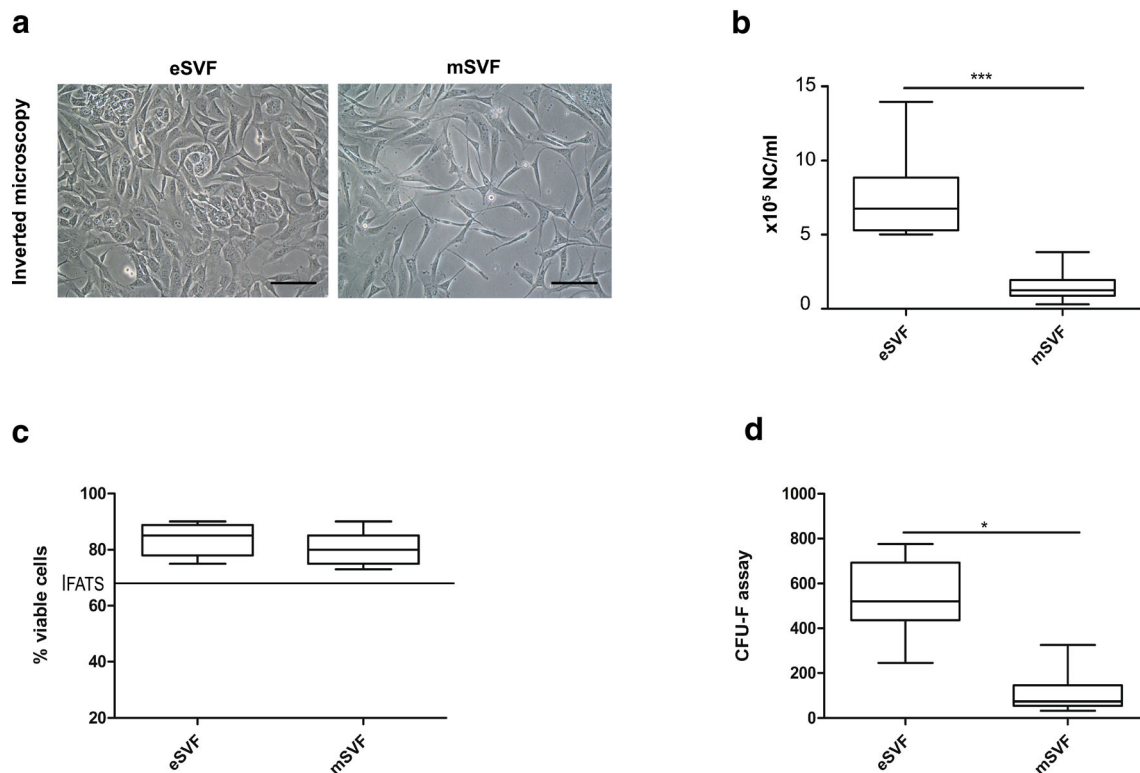 a
eSVF
mSVF
Inverted microscopy
b
***
x10⁵ NC/ml
15
10
5
0
eSVF
mSVF
c
% viable cells
100
80
IFATS
60
40
20
eSVF
mSVF
d
*
CFU-F assay
1000
800
600
400
200
0
eSVF
mSVF